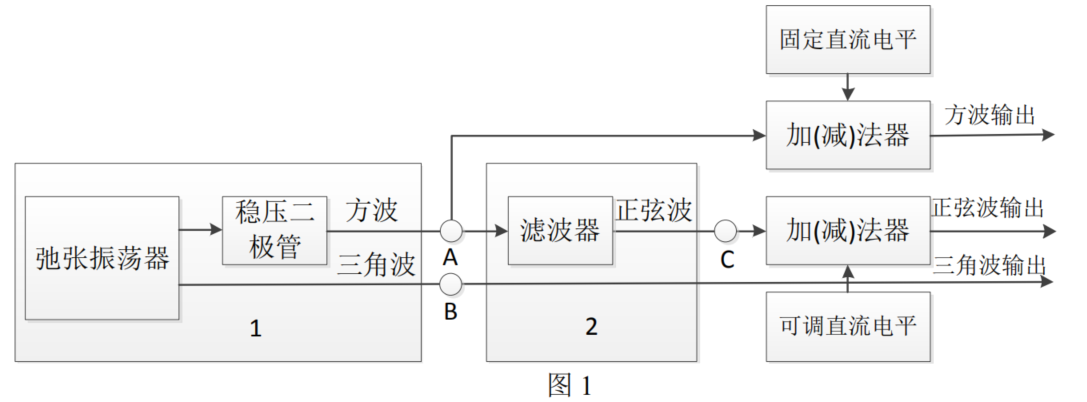 固定直流电平
加(减)法器
方波输出
弛张振荡器
稳压二
极管
方波
三角波
A
B
1
滤波器
正弦波
2
C
加(减)法器
正弦波输出
三角波输出
可调直流电平
图 1